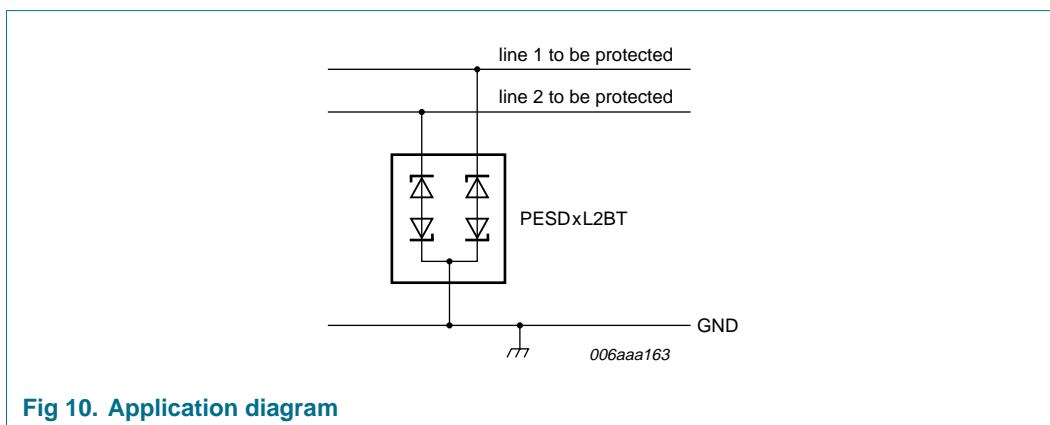 line 1 to be protected
line 2 to be protected
PESDxL2BT
GND
006aaa163
Fig 10. Application diagram